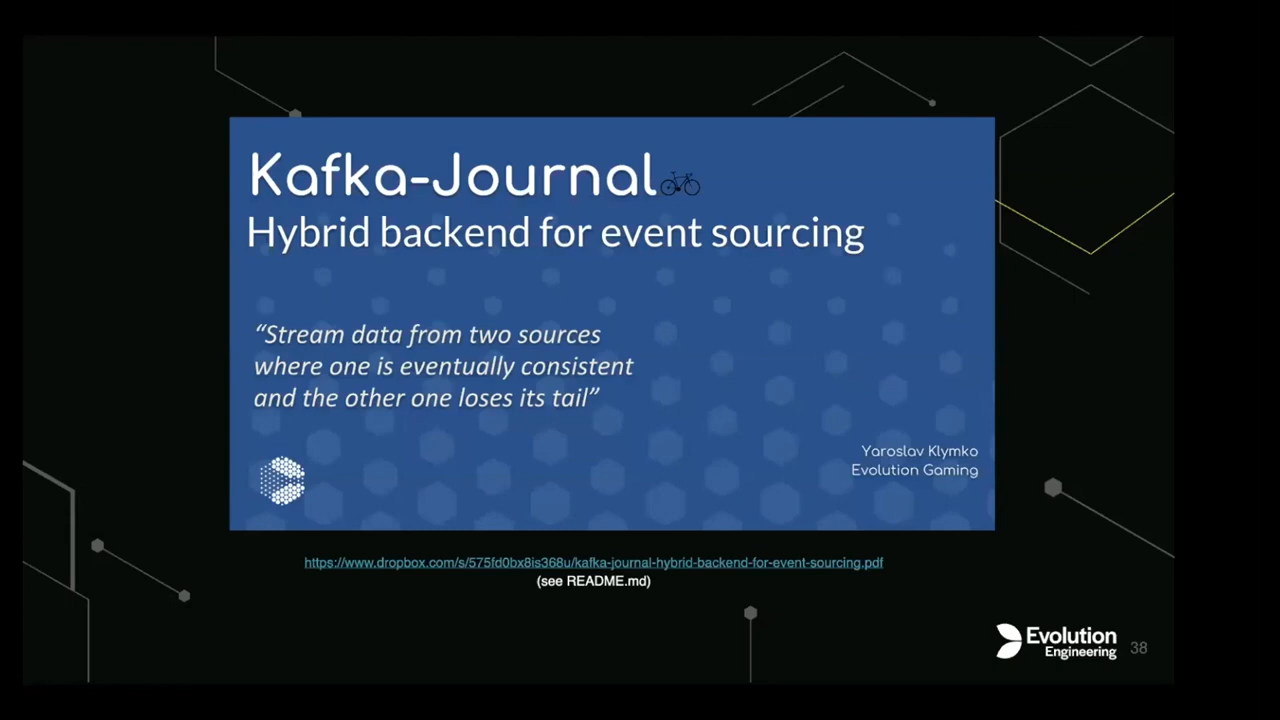 Kafka-Journal
Hybrid backend for event sourcing
“Stream data from two sources
where one is eventually consistent
and the other one loses its tail”
Yaroslav Klymko
Evolution Gaming
https://www.dropbox.com/s/575fd0bx8is368u/kafka-journal-hybrid-backend-for-event-sourcing.pdf
(see README.md)
Evolution
Engineering
38